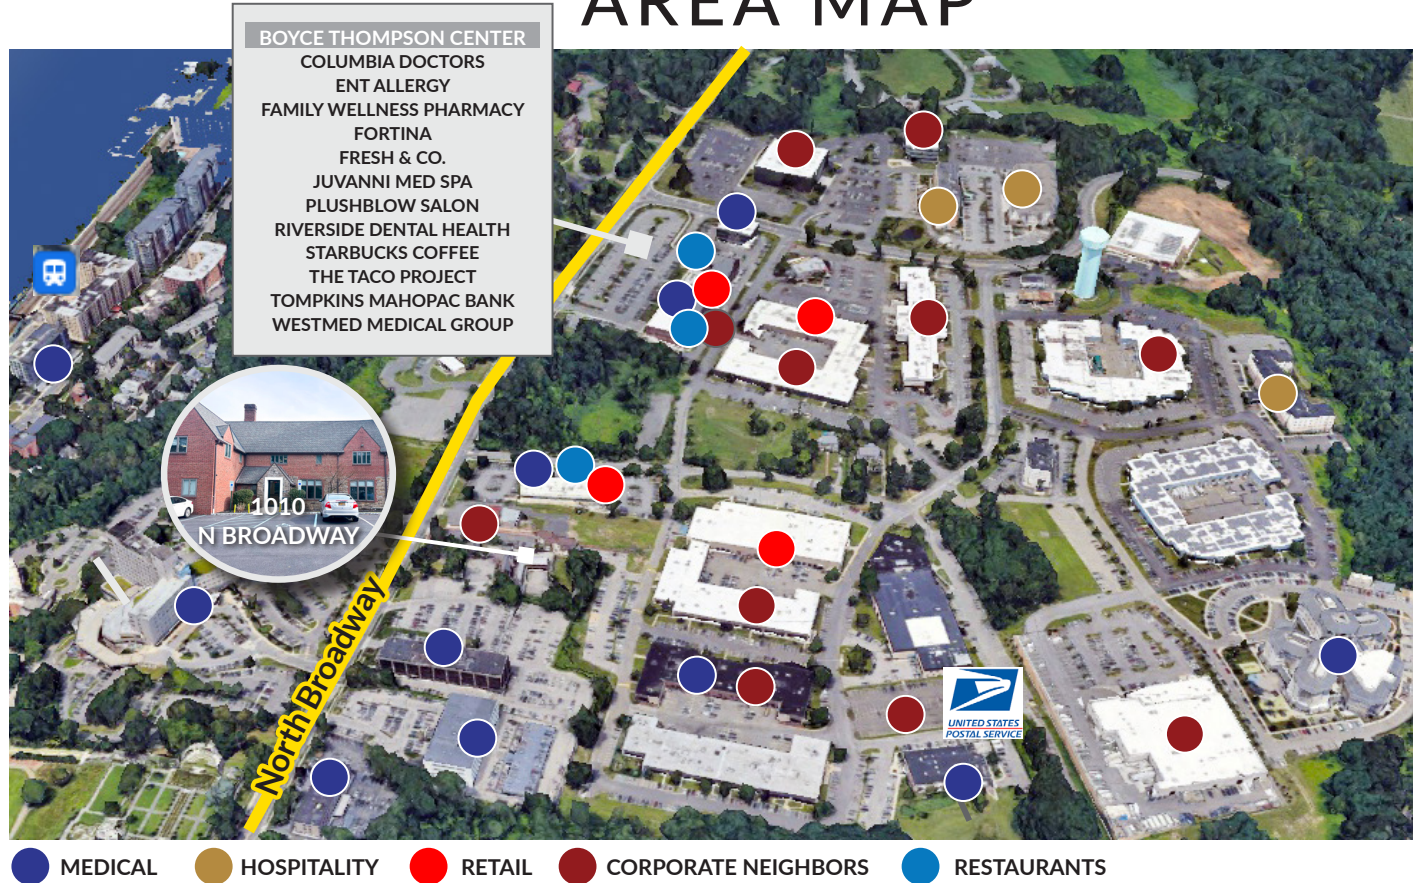 AREA MAP
BOYCE THOMPSON CENTER
COLUMBIA DOCTORS
ENT ALLERGY
FAMILY WELLNESS PHARMACY
FORTINA
FRESH & CO.
JUVANNI MED SPA
PLUSHBLOW SALON
RIVERSIDE DENTAL HEALTH
STARBUCKS COFFEE
THE TACO PROJECT
TOMPKINS MAHOPAC BANK
WESTMED MEDICAL GROUP
1010
N BROADWAY
North Broadway
UNITED STATES
POSTAL SERVICE
MEDICAL
HOSPITALITY
RETAIL
CORPORATE NEIGHBORS
RESTAURANTS